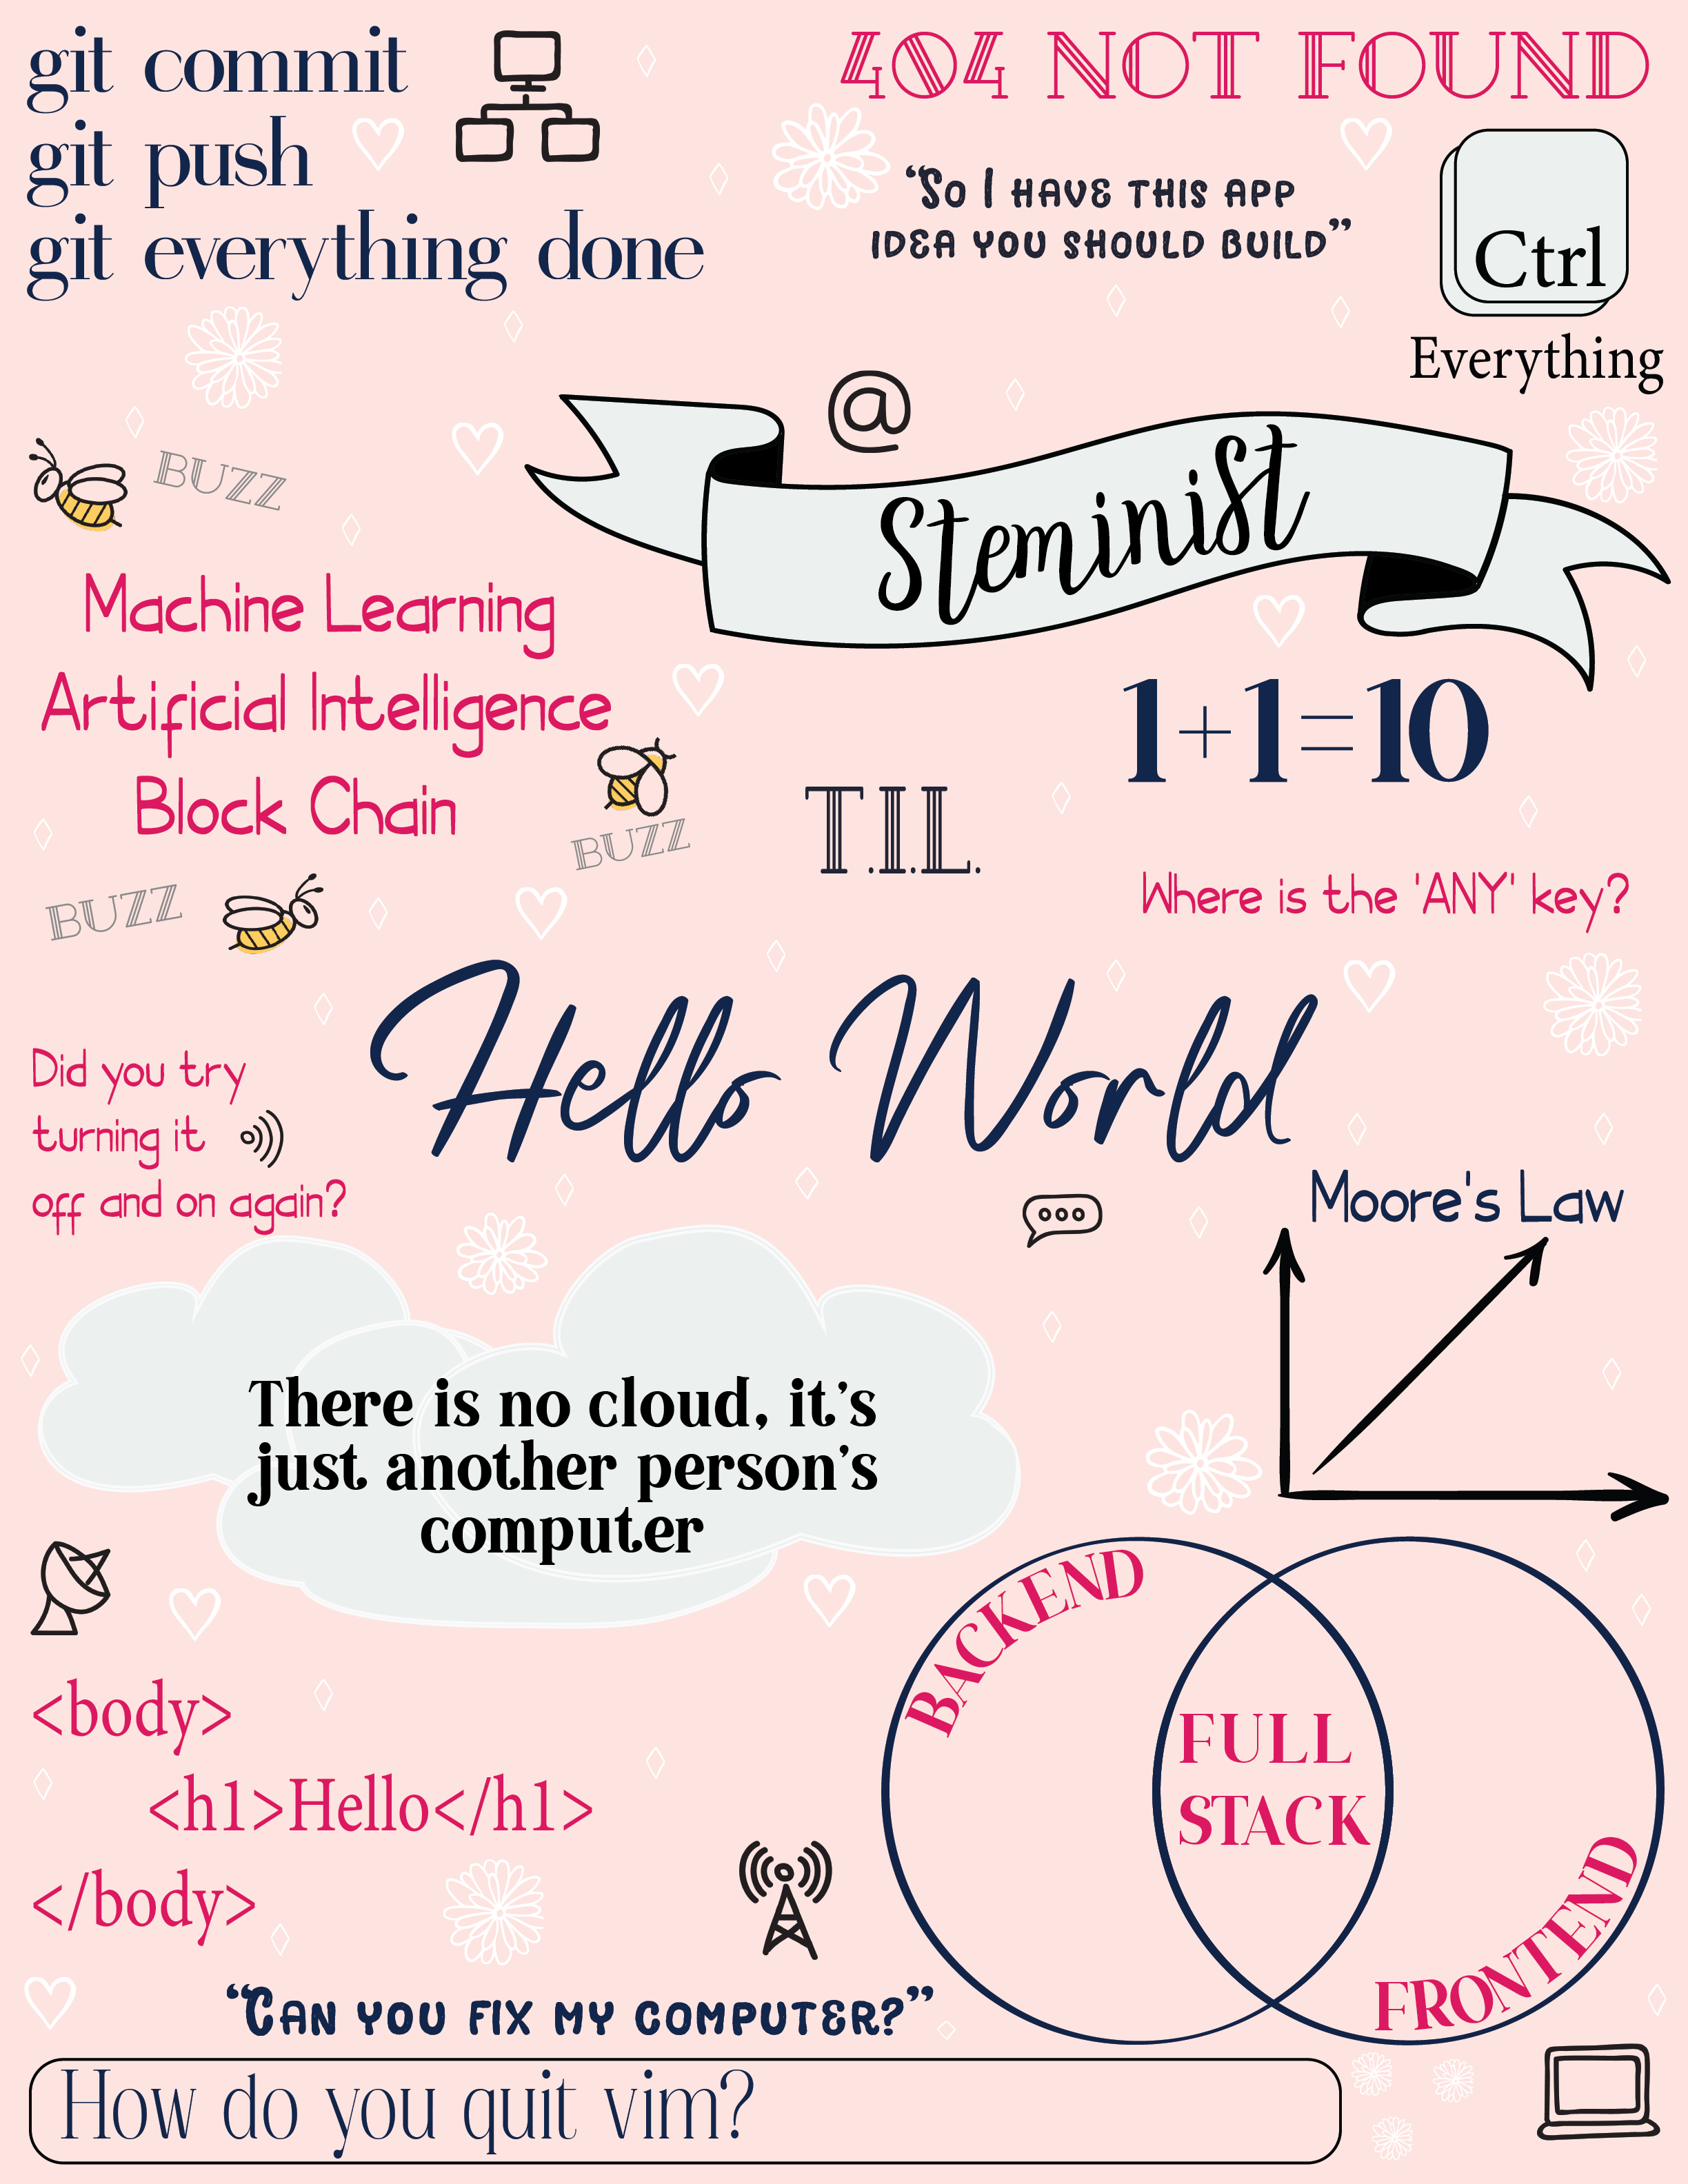 git commit
git push
git everything done
404 NOT FOUND
“So I have this app
idea you should build”
Ctrl
Everything
@
Steminist
BUZZ
Machine Learning
Artificial Intelligence
Block Chain
BUZZ
BUZZ
1+1=10
T.I.L.
Where is the 'ANY' key?
Hello World
Did you try
turning it
off and on again?
Moore's Law
There is no cloud, it's
just another person's
computer
BACKEND
FULL
STACK
FRONTEND
<body>
<h1>Hello</h1>
</body>
“Can you fix my computer?”
How do you quit vim?